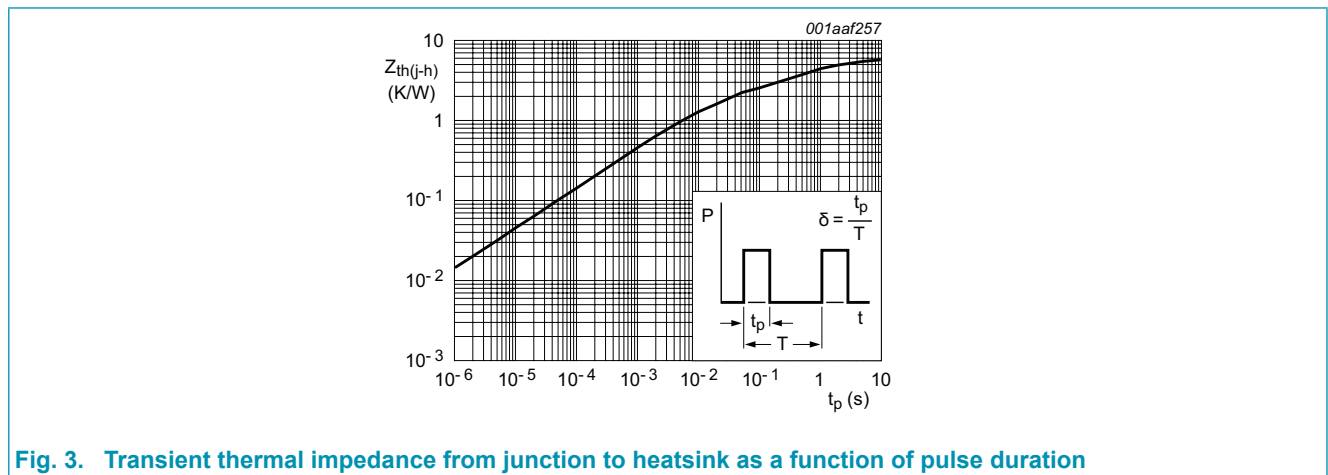 001aaf257
10
Zth(j-h)
(K/W)
1
10-1
10-2
10-3
P
δ = tp
T
tp
t
T
10-6 10-5 10-4 10-3 10-2 10-1 1 10
tp (s)
Fig. 3. Transient thermal impedance from junction to heatsink as a function of pulse duration